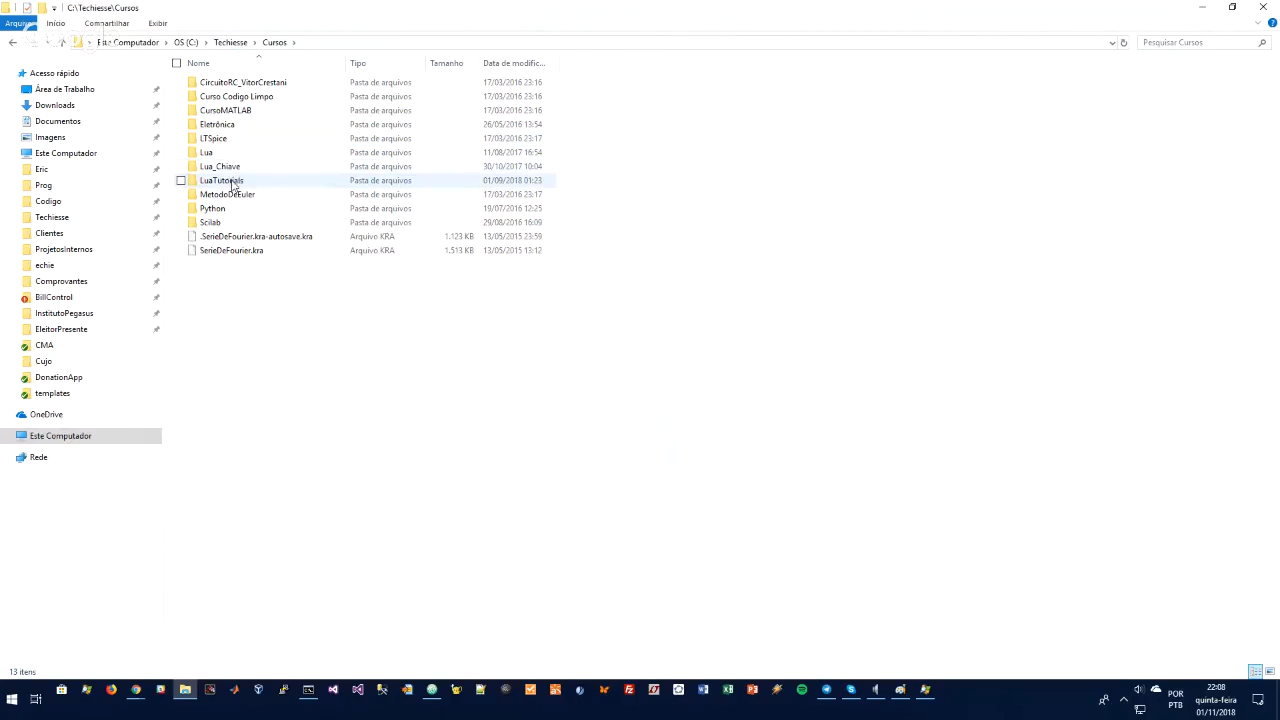 C:\Techiesse\Cursos
Arquivo Início Compartilhar Exibir
Este Computador OS (C:) Techiesse Cursos
Pesquisar Cursos
Nome Tipo Tamanho Data de modific...
Acesso rápido
Área de Trabalho
Downloads
Documentos
Imagens
Este Computador
Eric
Prog
Codigo
Techiesse
Clientes
ProjetosInternos
echie
Comprovantes
BillControl
InstitutoPegasus
EleitorPresente
CMA
Cujo
DonationApp
templates
OneDrive
Este Computador
Rede
CircuitoRC_VitorCrestani Pasta de arquivos 17/03/2016 23:16
Curso Codigo Limpo Pasta de arquivos 17/03/2016 23:16
CursoMATLAB Pasta de arquivos 17/03/2016 23:16
Eletrônica Pasta de arquivos 26/05/2016 13:54
LTSpice Pasta de arquivos 17/03/2016 23:17
Lua Pasta de arquivos 11/08/2017 16:54
Lua_Chiave Pasta de arquivos 30/10/2017 10:04
LuaTutorials Pasta de arquivos 01/09/2018 01:23
MetodoDeEuler Pasta de arquivos 17/03/2016 23:17
Python Pasta de arquivos 19/07/2016 12:25
Scilab Pasta de arquivos 29/08/2016 16:09
.SerieDeFourier.kra-autosave.kra Arquivo KRA 1.123 KB 13/05/2015 23:59
SerieDeFourier.kra Arquivo KRA 1.513 KB 13/05/2015 13:12
13 itens
POR
PTB
22:08
quinta-feira
01/11/2018